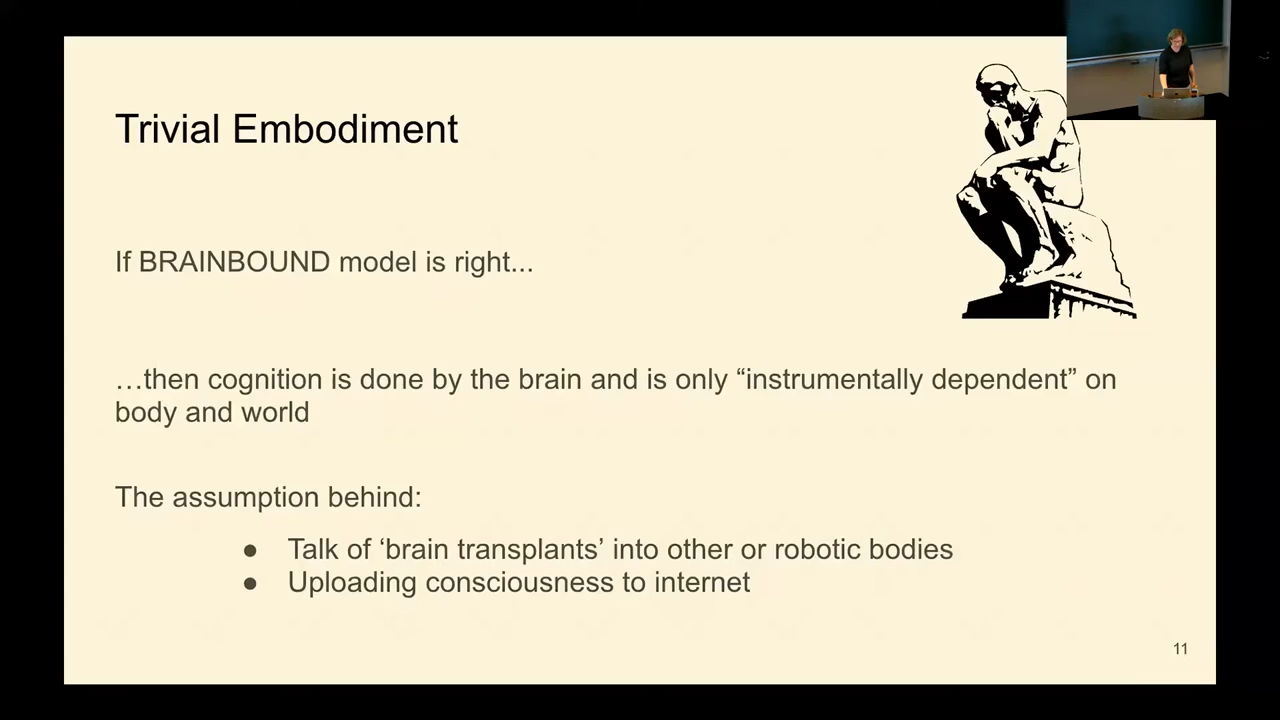 Trivial Embodiment
If BRAINBOUND model is right...
…then cognition is done by the brain and is only “instrumentally dependent” on
body and world
The assumption behind:
● Talk of ‘brain transplants’ into other or robotic bodies
● Uploading consciousness to internet
11